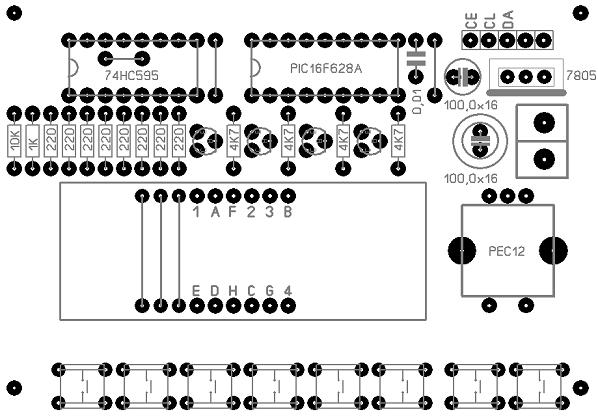 CE CL DA
74HC595
PIC16F628A
7805
0,01
100,0x16
10K 1K 220 220 220 220 220 220 220 220 4K7 4K7 4K7 4K7
100,0x16
1 A F 2 3 B
PEC12
E D H C G 4